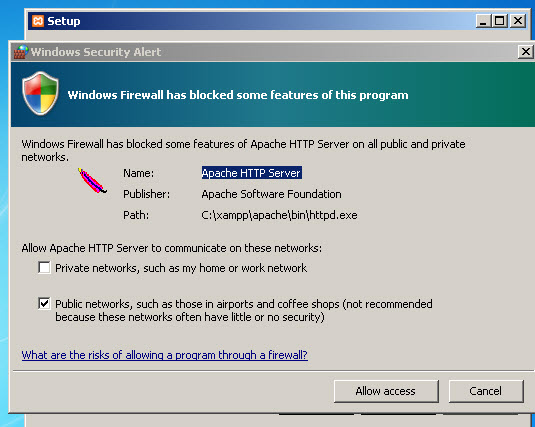 Setup
Windows Security Alert
Windows Firewall has blocked some features of this program
Windows Firewall has blocked some features of Apache HTTP Server on all public and private
networks.
Name: Apache HTTP Server
Publisher: Apache Software Foundation
Path: C:\xampp\apache\bin\httpd.exe
Allow Apache HTTP Server to communicate on these networks:
Private networks, such as my home or work network
Public networks, such as those in airports and coffee shops (not recommended
because these networks often have little or no security)
What are the risks of allowing a program through a firewall?
Allow access Cancel